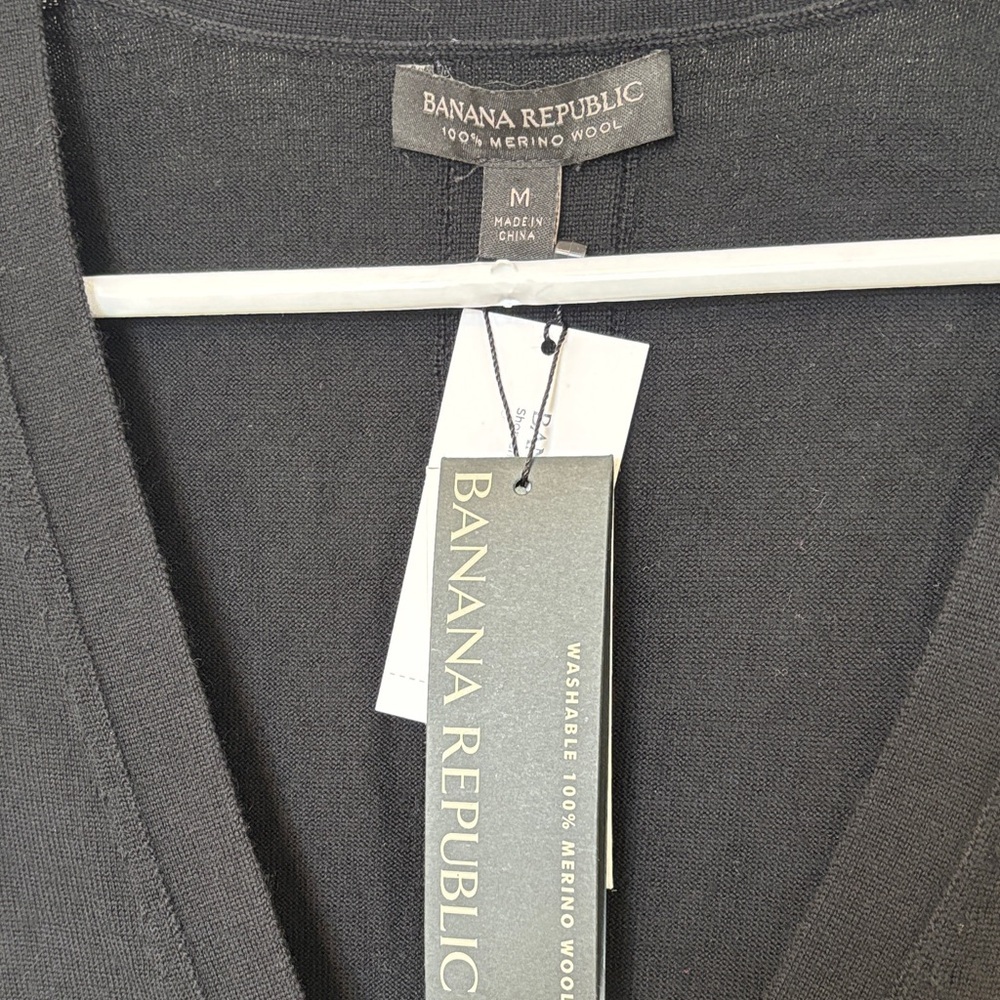 BANANA REPUBLIC
100% MERINO WOOL
M
MADE IN
CHINA
BANANA REPUBLIC
WASHABLE 100% MERINO WOOL